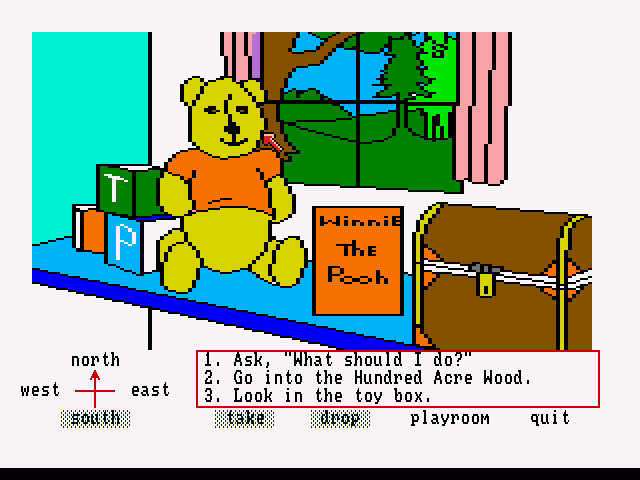 T
P
Winnie
The
Pooh
north
west east
south
1. Ask, "What should I do?"
2. Go into the Hundred Acre Wood.
3. Look in the toy box.
take drop playroom quit